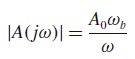 |A(jω)| = A₀ω_b / ω